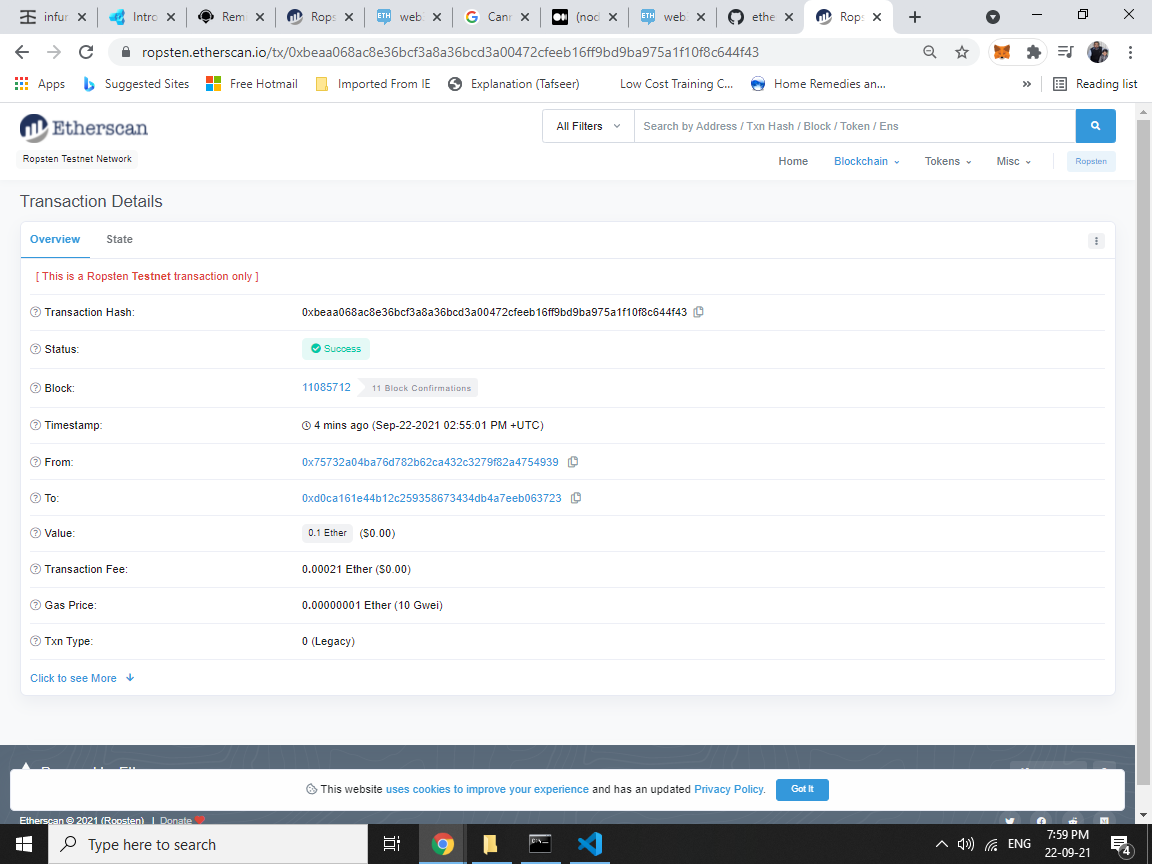 infur
Intro
Rem
Rops
web.
Cann
(nod
web.
ethe
Rops
ropsten.etherscan.io/tx/0xbeaa068ac8e36bcf3a8a36bcd3a00472cfeeb16ff9bd9ba975a1f10f8c644f43
Apps
Suggested Sites
Free Hotmail
Imported From IE
Explanation (Tafseer)
Low Cost Training C...
Home Remedies an...
»
Reading list
Etherscan
All Filters
Search by Address / Txn Hash / Block / Token / Ens
Ropsten Testnet Network
Home
Blockchain
Tokens
Misc
Ropsten
Transaction Details
Overview
State
[ This is a Ropsten Testnet transaction only ]
Transaction Hash:
0xbeaa068ac8e36bcf3a8a36bcd3a00472cfeeb16ff9bd9ba975a1f10f8c644f43
Status:
Success
Block:
11085712
11 Block Confirmations
Timestamp:
4 mins ago (Sep-22-2021 02:55:01 PM +UTC)
From:
0x75732a04ba76d782b62ca432c3279f82a4754939
To:
0xd0ca161e44b12c259358673434db4a7eeb063723
Value:
0.1 Ether
($0.00)
Transaction Fee:
0.00021 Ether ($0.00)
Gas Price:
0.00000001 Ether (10 Gwei)
Txn Type:
0 (Legacy)
Click to see More
This website uses cookies to improve your experience and has an updated Privacy Policy.
Got It
Etherscan © 2021 (Ropsten) | Donate
Type here to search
ENG
7:59 PM
22-09-21
4